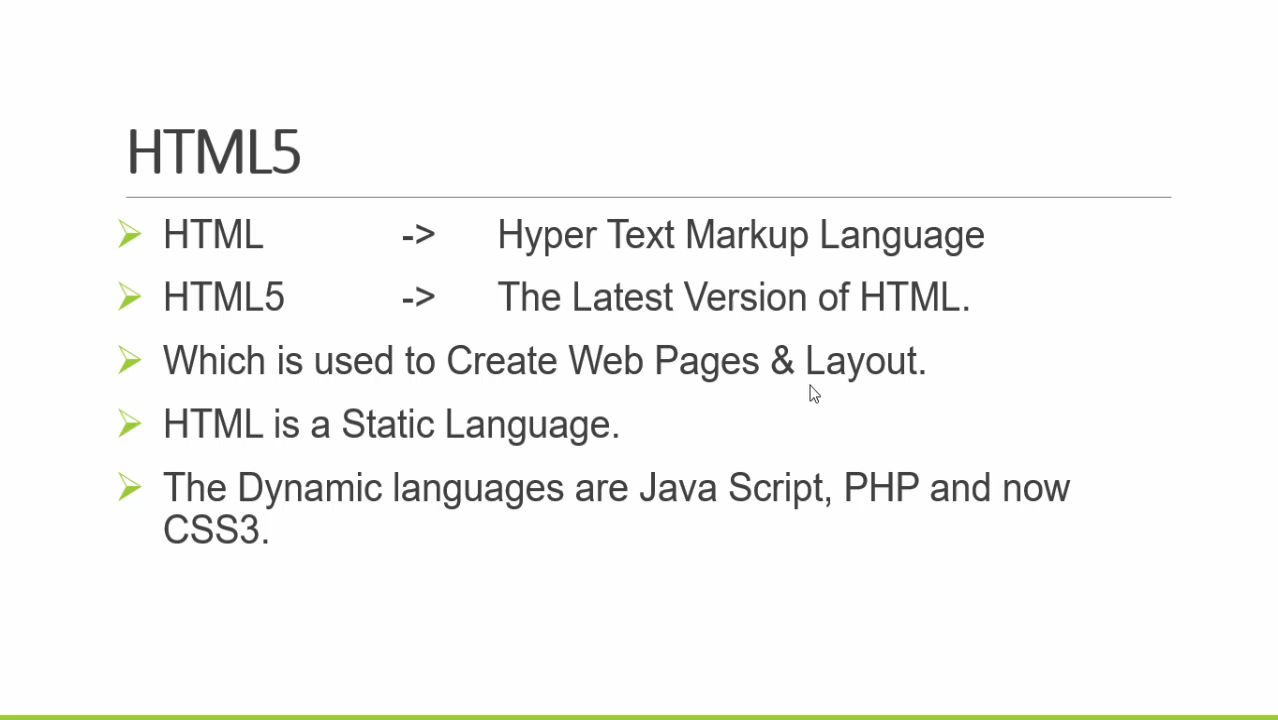 HTML5
HTML -> Hyper Text Markup Language
HTML5 -> The Latest Version of HTML.
Which is used to Create Web Pages & Layout.
HTML is a Static Language.
The Dynamic languages are Java Script, PHP and now
CSS3.